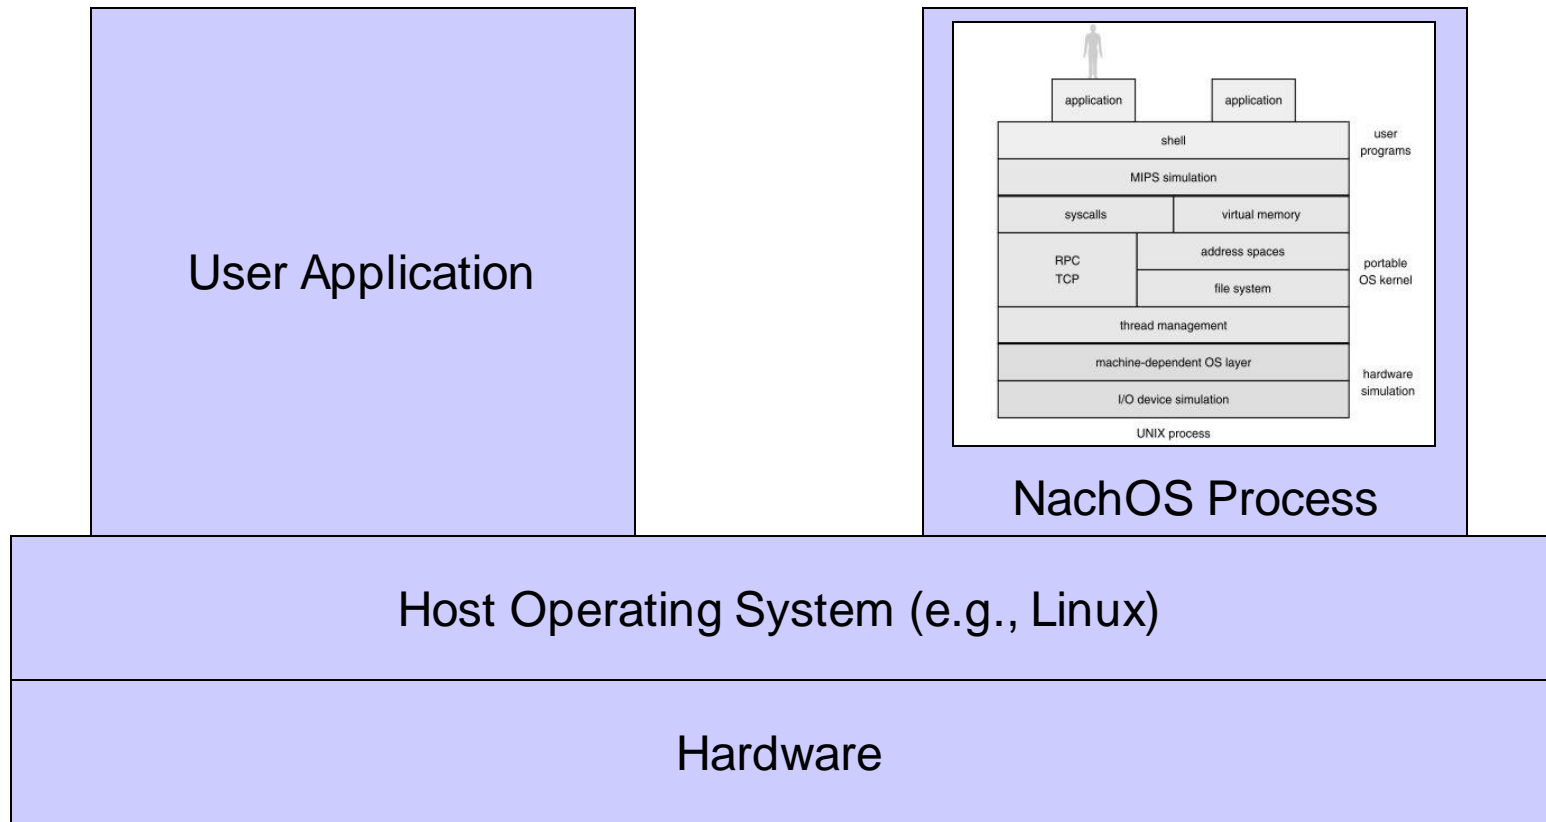 User Application
application
application
shell
user
programs
MIPS simulation
syscalls
virtual memory
RPC
TCP
address spaces
file system
portable
OS kernel
thread management
machine-dependent OS layer
I/O device simulation
hardware
simulation
UNIX process
NachOS Process
Host Operating System (e.g., Linux)
Hardware